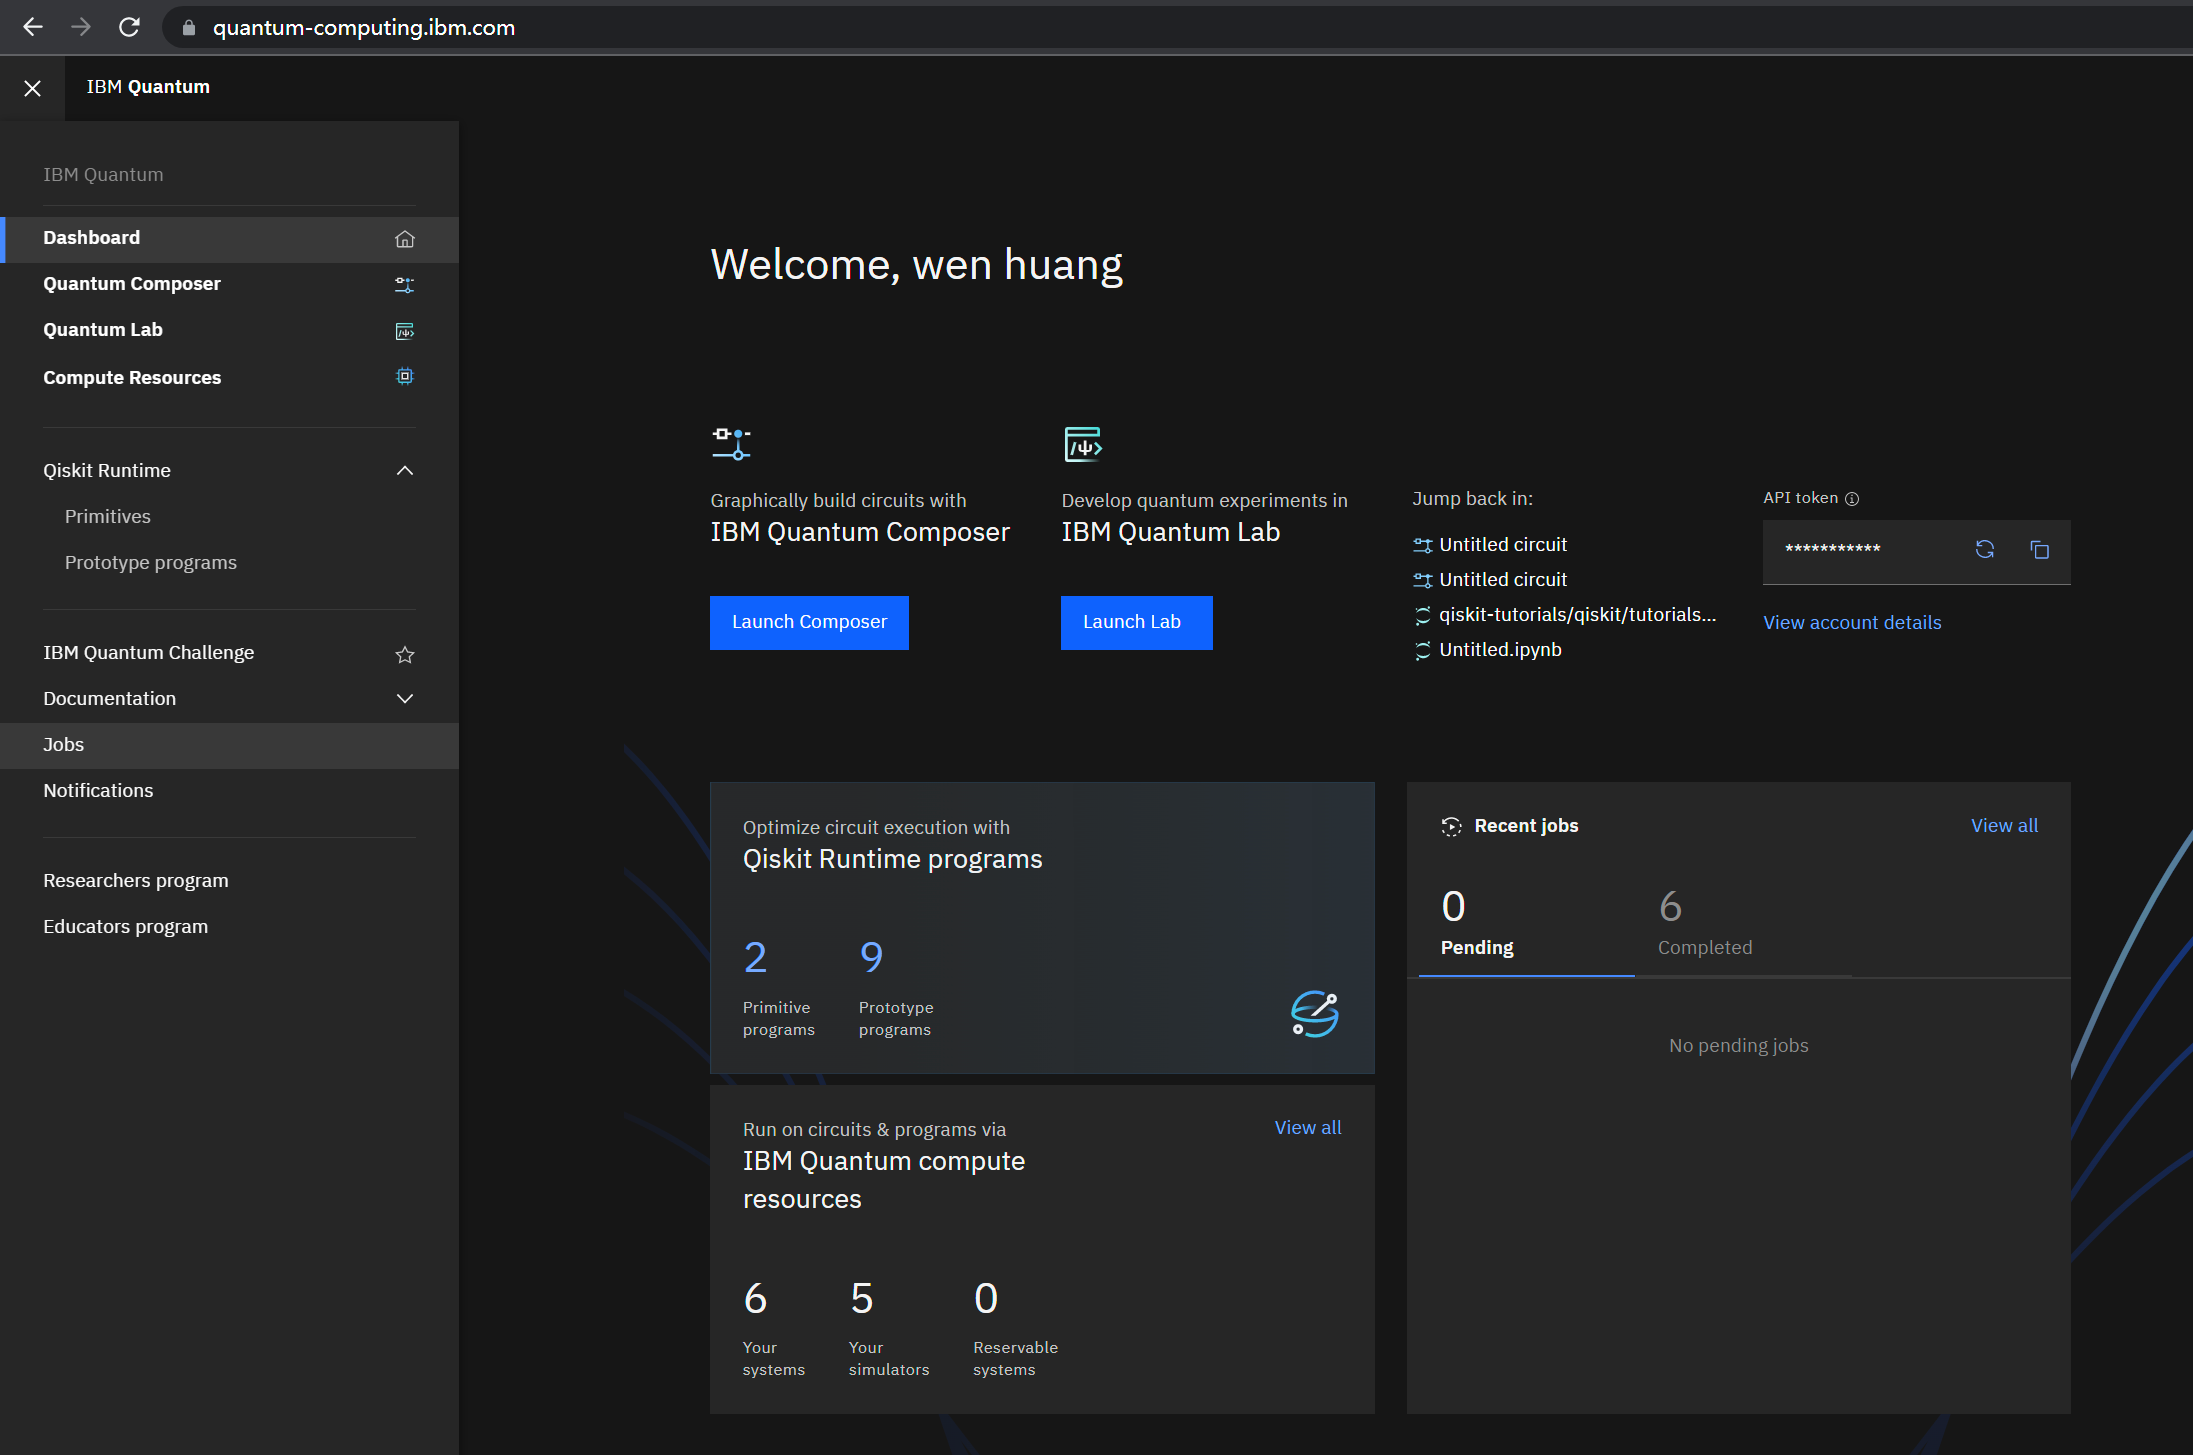 quantum-computing.ibm.com
IBM Quantum
IBM Quantum
Dashboard
Quantum Composer
Quantum Lab
Compute Resources
Qiskit Runtime
Primitives
Prototype programs
IBM Quantum Challenge
Documentation
Jobs
Notifications
Researchers program
Educators program
Welcome, wen huang
Graphically build circuits with
IBM Quantum Composer
Launch Composer
Develop quantum experiments in
IBM Quantum Lab
Launch Lab
Jump back in:
Untitled circuit
Untitled circuit
qiskit-tutorials/qiskit/tutorials...
Untitled.ipynb
API token
***********
View account details
Optimize circuit execution with
Qiskit Runtime programs
2
Primitive
programs
9
Prototype
programs
Run on circuits & programs via
View all
IBM Quantum compute
resources
6
Your
systems
5
Your
simulators
0
Reservable
systems
Recent jobs
View all
0
Pending
6
Completed
No pending jobs